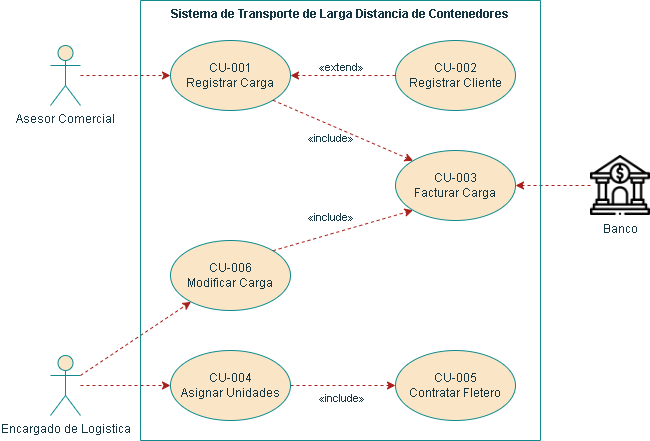 Sistema de Transporte de Larga Distancia de Contenedores
CU-001
Registrar Carga
«extend»
CU-002
Registrar Cliente
Asesor Comercial
«include»
CU-003
Facturar Carga
Banco
«include»
CU-006
Modificar Carga
CU-004
Asignar Unidades
«include»
CU-005
Contratar Fletero
Encargado de Logistica